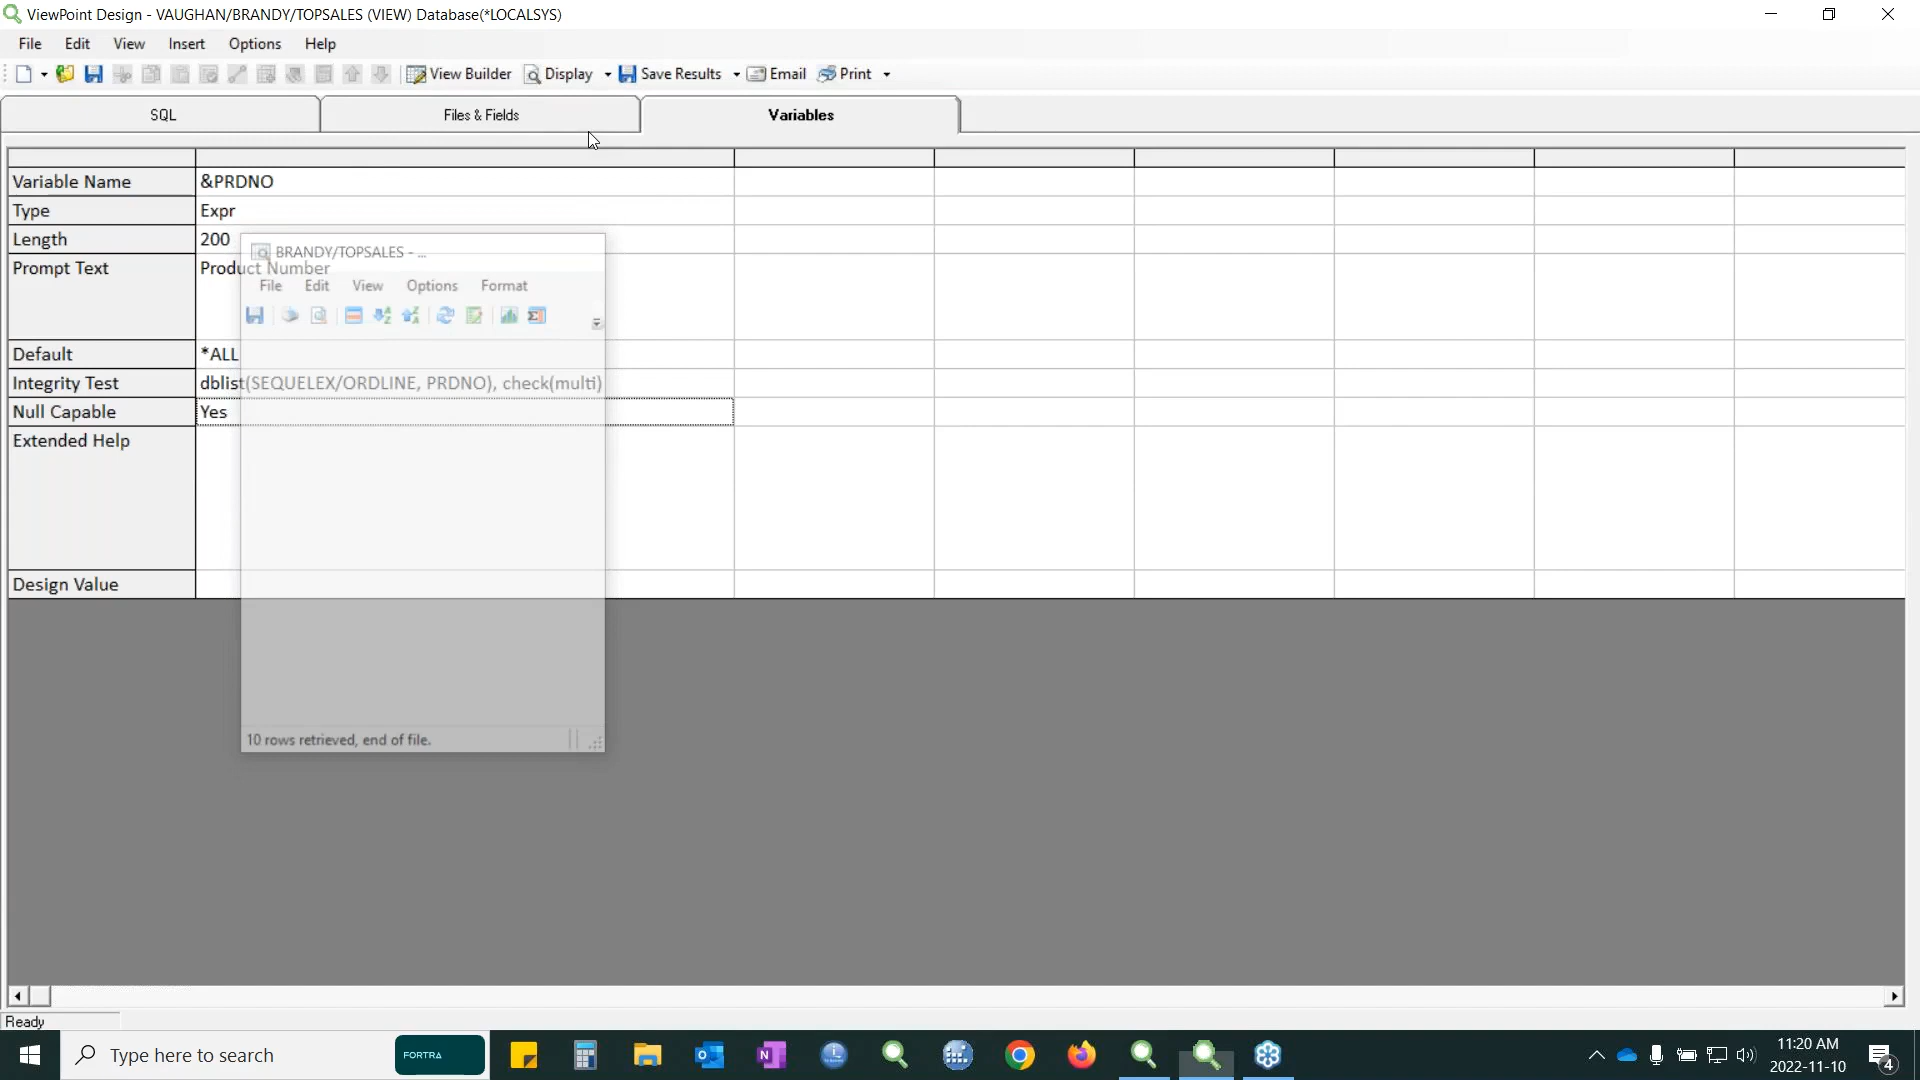 ViewPoint Design - VAUGHAN/BRANDY/TOPSALES (VIEW) Database(*LOCALSYS)
File Edit View Insert Options Help
View Builder Display Save Results Email Print
SQL Files & Fields Variables
Variable Name &PRDNO
Type Expr
Length 200
BRANDY/TOPSALES - ...
Prompt Text Product Number
File Edit View Options Format
Default *ALL
Integrity Test dblist(SEQUELEX/ORDLINE, PRDNO), check(multi)
Null Capable Yes
Extended Help
Design Value
10 rows retrieved, end of file.
Ready
Type here to search FORTRA
11:20 AM
2022-11-10
4